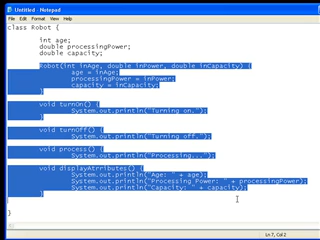 Untitled - Notepad
File Edit Format View Help
class Robot {
int age;
double processingPower;
double capacity;
Robot(int inAge, double inPower, double inCapacity) {
age = inAge;
processingPower = inPower;
capacity = inCapacity;
}
void turnOn() {
System.out.println("Turning on.");
}
void turnOff() {
System.out.println("Turning off.");
}
void process() {
System.out.println("Processing...");
}
void displayAttributes() {
System.out.println("Age: " + age);
System.out.println("Processing Power: " + processingPower);
System.out.println("Capacity: " + capacity);
}
}
Ln 7, Col 2